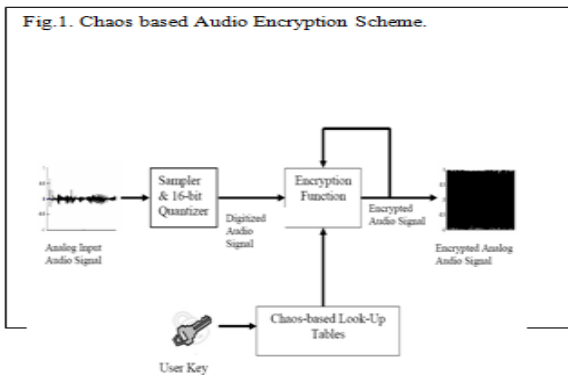 Fig.1. Chaos based Audio Encryption Scheme.
Sampler
& 16-bit
Quantizer
Encryption
Function
Digitized
Audio
Signal
Encrypted
Audio Signal
Analog Input
Audio Signal
Encrypted Analog
Audio Signal
Chaos-based Look-Up
Tables
User Key